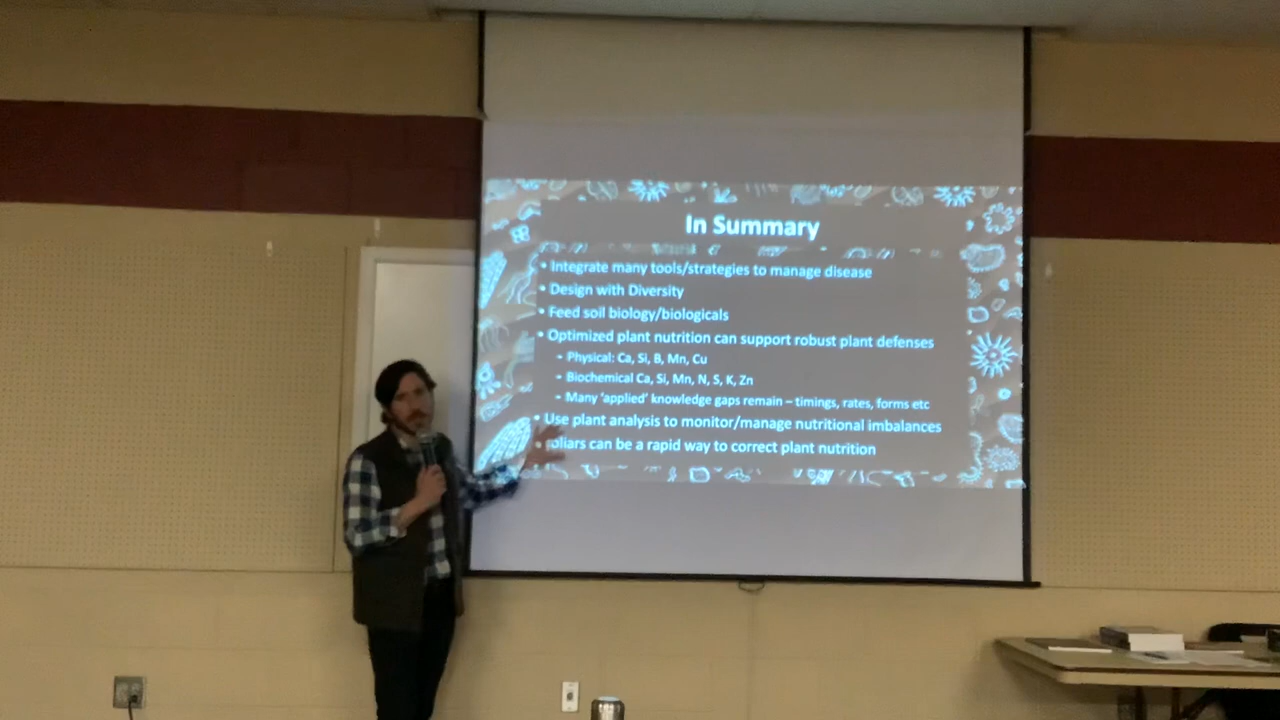 In Summary
• Integrate many tools/strategies to manage disease
• Design with Diversity
• Feed soil biology/biologicals
• Optimized plant nutrition can support robust plant defenses
- Physical: Ca, Si, B, Mn, Cu
- Biochemical Ca, Si, Mn, N, S, K, Zn
- Many ‘applied’ knowledge gaps remain – timings, rates, forms etc
• Use plant analysis to monitor/manage nutritional imbalances
• Foliars can be a rapid way to correct plant nutrition